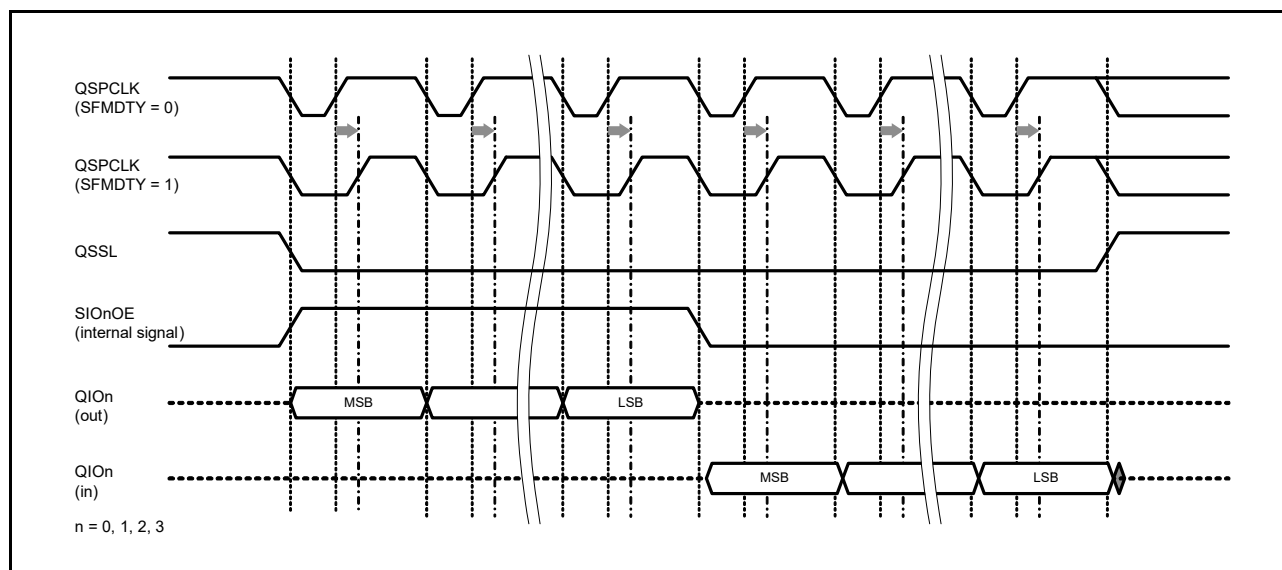 QSPCLK
(SFMDTY = 0)
QSPCLK
(SFMDTY = 1)
QSSL
SIOnOE
(internal signal)
QIOn
(out)
MSB
LSB
QIOn
(in)
MSB
LSB
n = 0, 1, 2, 3